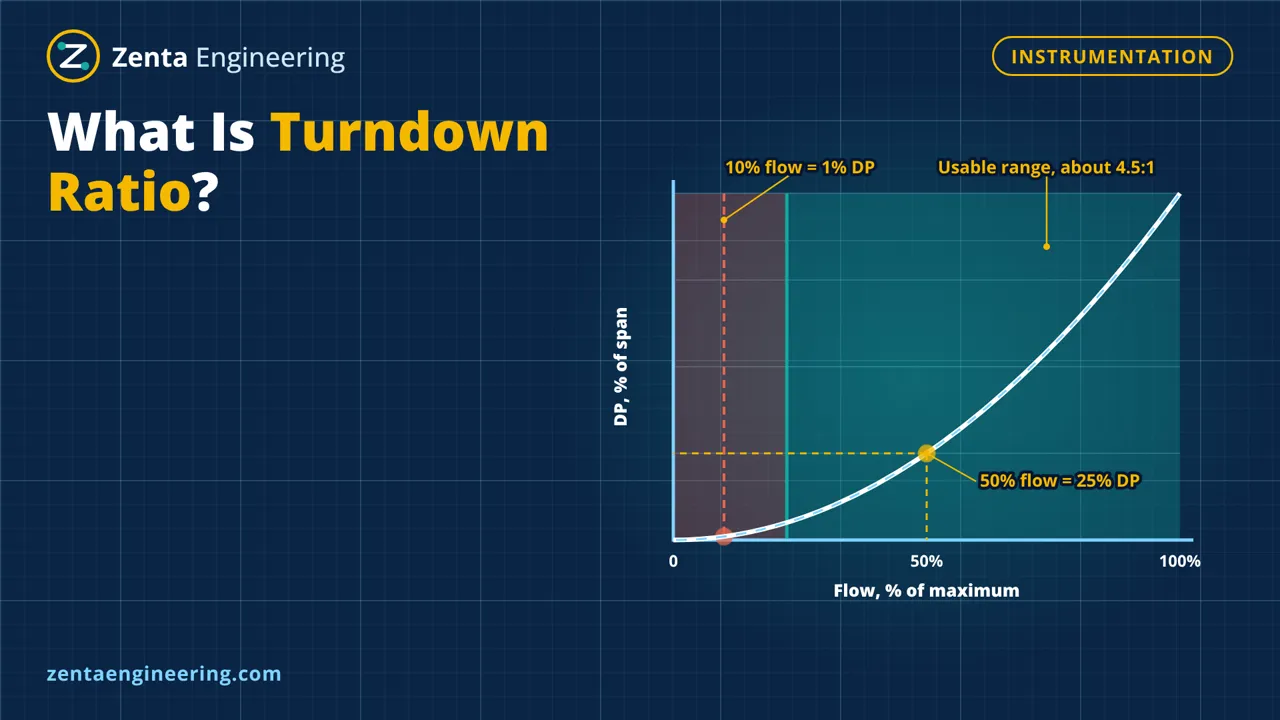 Zenta Engineering
INSTRUMENTATION
What Is Turndown
Ratio?
10% flow = 1% DP
Usable range, about 4.5:1
DP, % of span
50% flow = 25% DP
0
50%
100%
Flow, % of maximum
zentaengineering.com